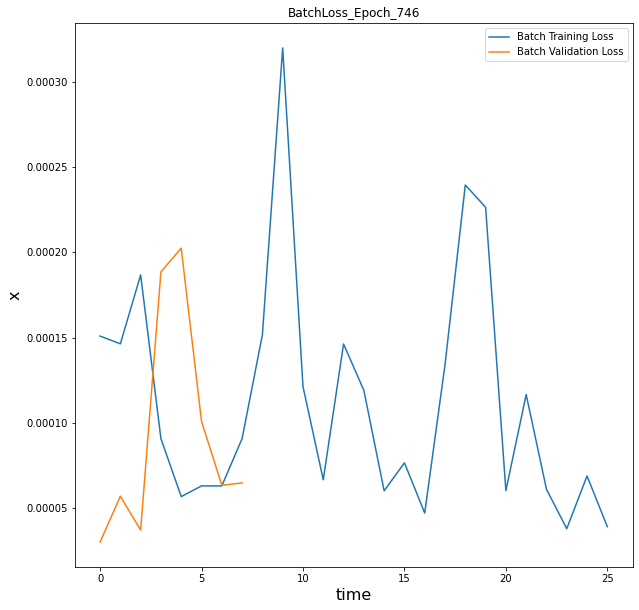 BatchLoss_Epoch_746
Batch Training Loss
Batch Validation Loss
0.00030
0.00025
0.00020
0.00015
0.00010
0.00005
x
0 5 10 15 20 25
time